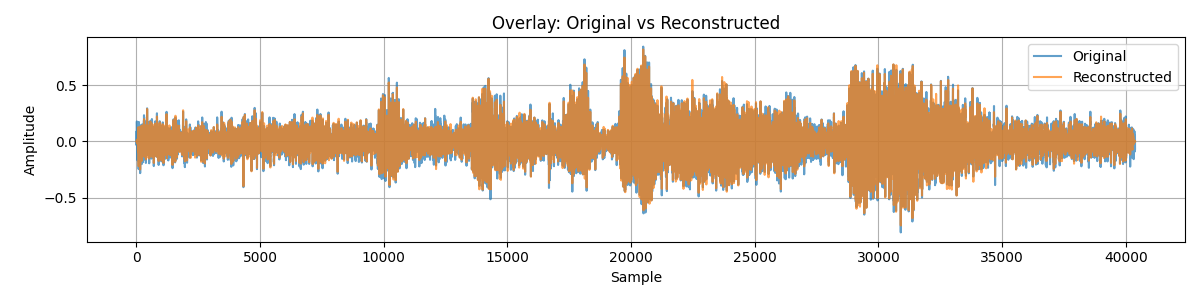 Overlay: Original vs Reconstructed
Original
Reconstructed
Amplitude
0.5
0.0
−0.5
0 5000 10000 15000 20000 25000 30000 35000 40000
Sample